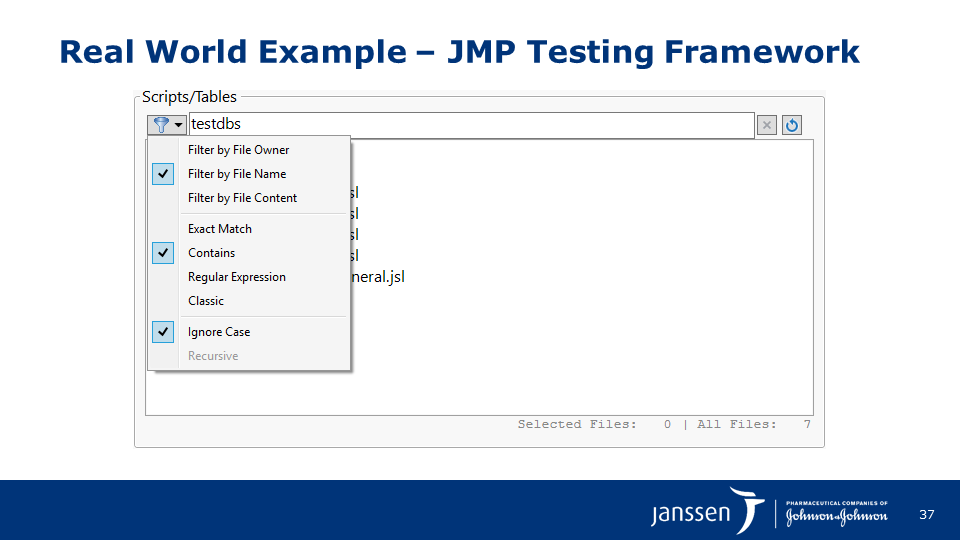 Real World Example – JMP Testing Framework
Scripts/Tables
testdbs
Filter by File Owner
Filter by File Name
Filter by File Content
Exact Match
Contains
Regular Expression
Classic
Ignore Case
Recursive
sl
sl
sl
sl
neral.jsl
Selected Files: 0 | All Files: 7
janssen
PHARMACEUTICAL COMPANIES OF
Johnson & Johnson
37